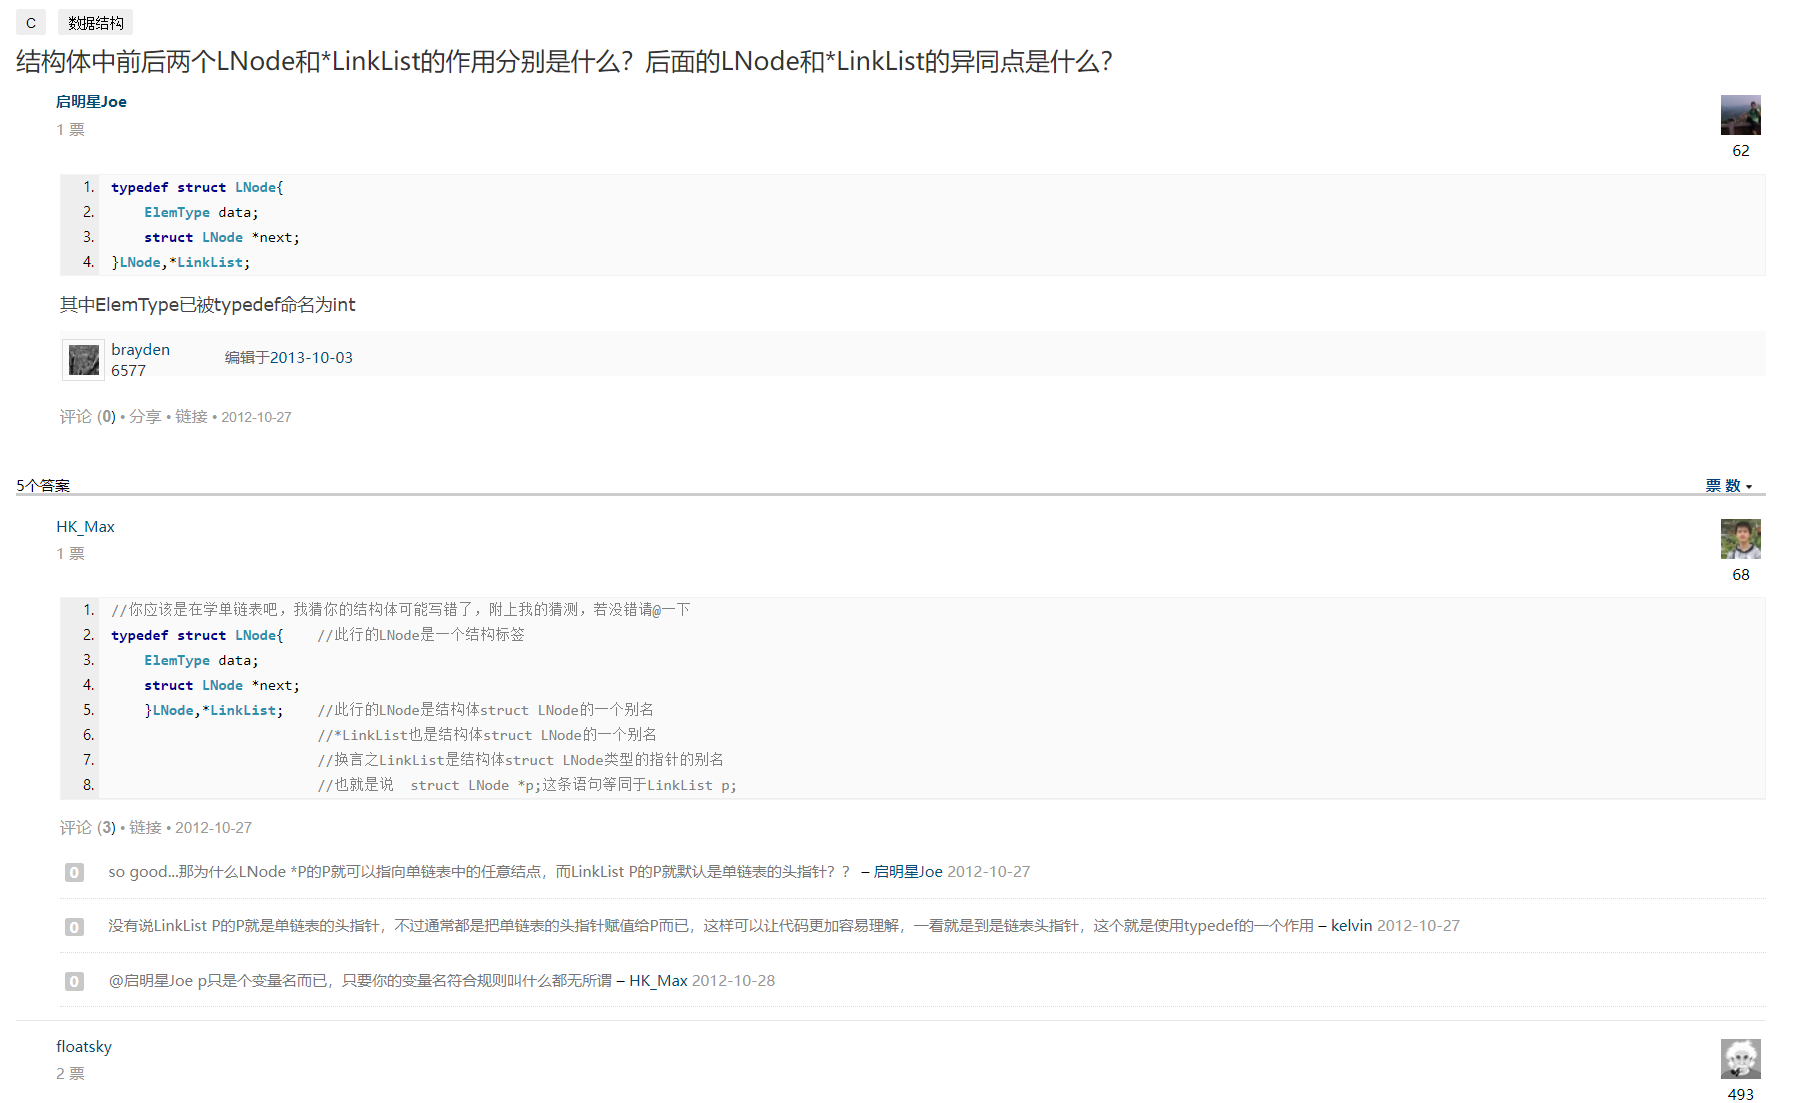 C 数据结构
结构体中前后两个LNode和*LinkList的作用分别是什么？后面的LNode和*LinkList的异同点是什么？
启明星Joe
1 票
62
1. typedef struct LNode{
2.     ElemType data;
3.     struct LNode *next;
4. }LNode,*LinkList;
其中ElemType已被typedef命名为int
brayden
6577
编辑于2013-10-03
评论 (0) • 分享 • 链接 • 2012-10-27
5个答案 票 数
HK_Max
1 票
68
1. //你应该是在学单链表吧，我猜你的结构体可能写错了，附上我的猜测，若没错请@一下
2. typedef struct LNode{    //此行的LNode是一个结构标签
3.     ElemType data;
4.     struct LNode *next;
5.     }LNode,*LinkList;    //此行的LNode是结构体struct LNode的一个别名
6.                          //*LinkList也是结构体struct LNode的一个别名
7.                          //换言之LinkList是结构体struct LNode类型的指针的别名
8.                          //也就是说  struct LNode *p;这条语句等同于LinkList p;
评论 (3) • 链接 • 2012-10-27
0 so good...那为什么LNode *P的P就可以指向单链表中的任意结点，而LinkList P的P就默认是单链表的头指针？？ – 启明星Joe 2012-10-27
0 没有说LinkList P的P就是单链表的头指针，不过通常都是把单链表的头指针赋值给P而已，这样可以让代码更加容易理解，一看就是到是链表头指针，这个就是使用typedef的一个作用 – kelvin 2012-10-27
0 @启明星Joe p只是个变量名而已，只要你的变量名符合规则叫什么都无所谓 – HK_Max 2012-10-28
floatsky
2 票
493